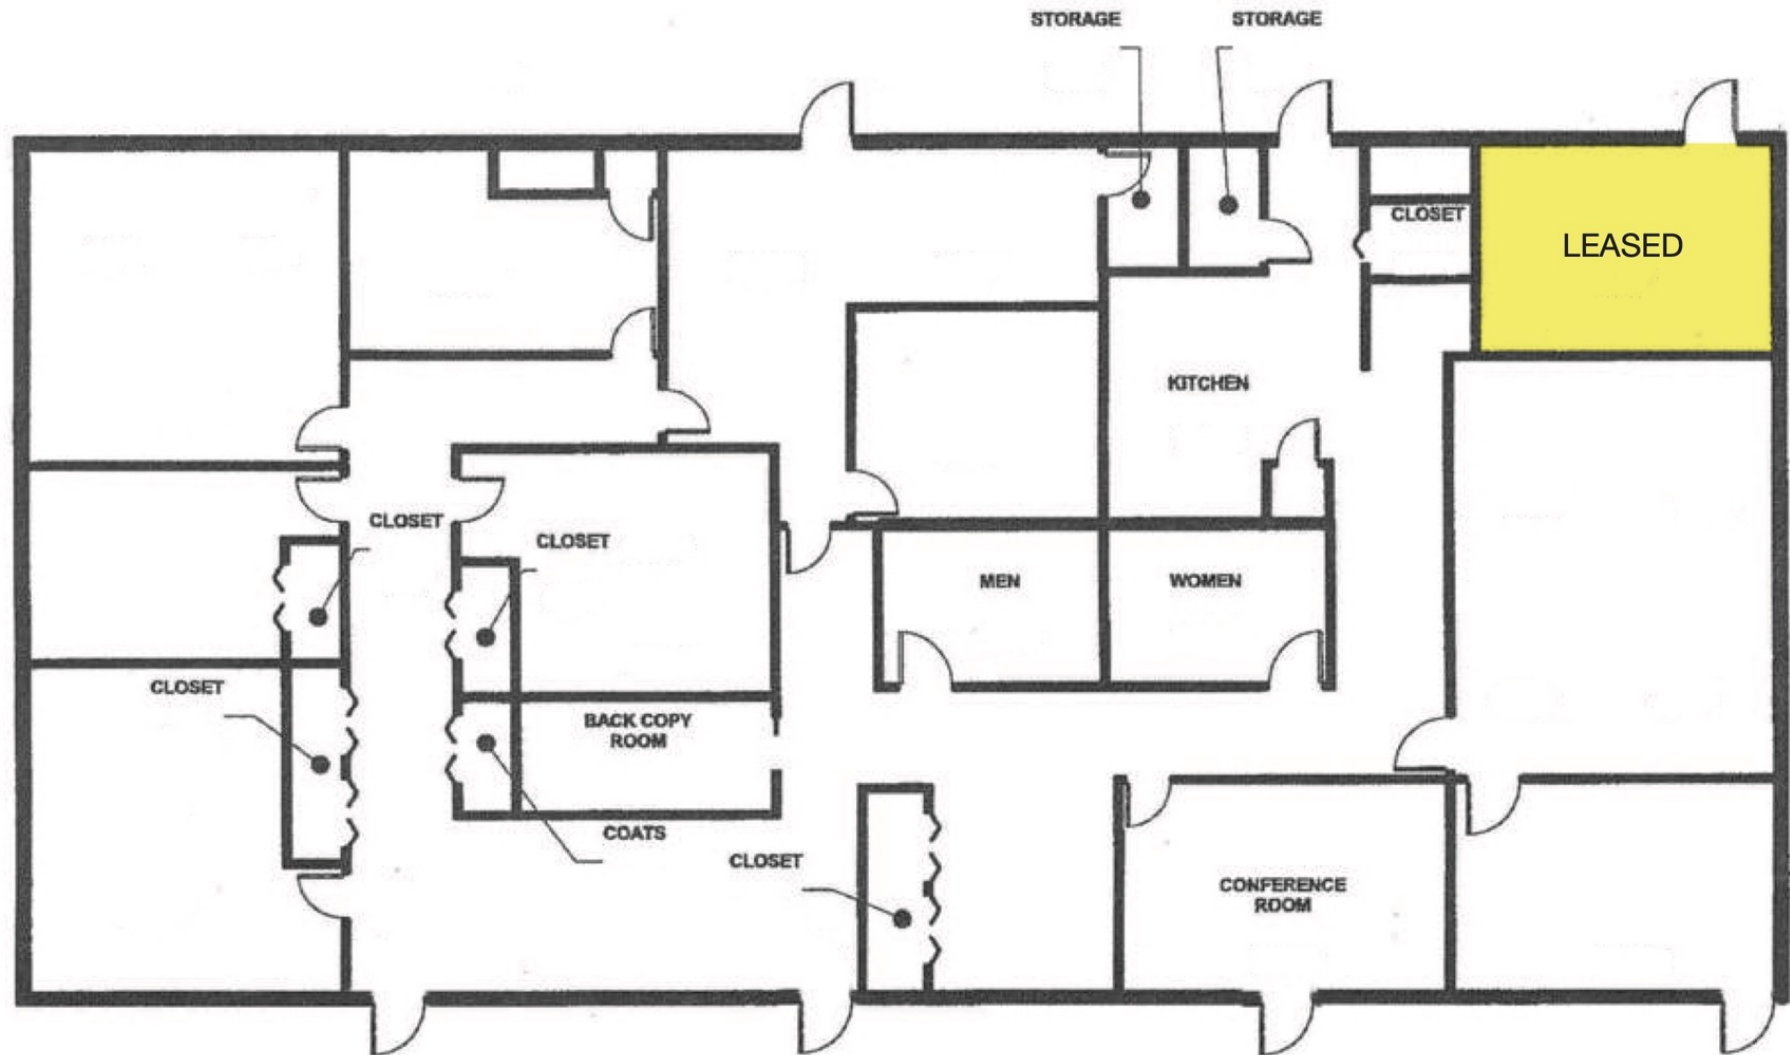 STORAGE
STORAGE
CLOSET
LEASED
KITCHEN
CLOSET
CLOSET
MEN
WOMEN
CLOSET
BACK COPY
ROOM
COATS
CLOSET
CONFERENCE
ROOM